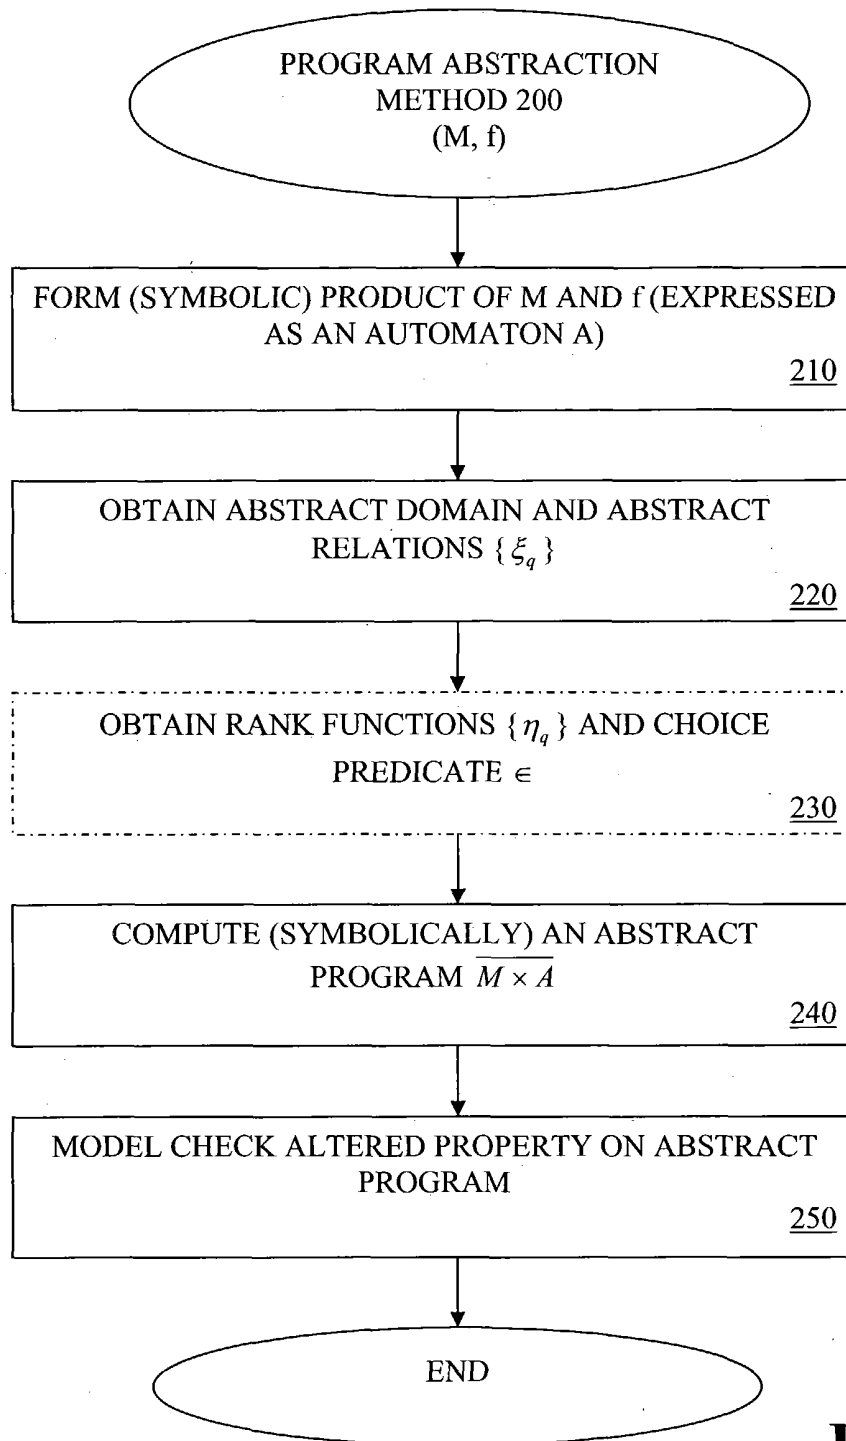 PROGRAM ABSTRACTION
METHOD 200
(M, f)
FORM (SYMBOLIC) PRODUCT OF M AND f (EXPRESSED
AS AN AUTOMATON A)
210
OBTAIN ABSTRACT DOMAIN AND ABSTRACT
RELATIONS {ξ_q}
220
OBTAIN RANK FUNCTIONS {η_q} AND CHOICE
PREDICATE ∈
230
COMPUTE (SYMBOLICALLY) AN ABSTRACT
PROGRAM \overline{M × A}
240
MODEL CHECK ALTERED PROPERTY ON ABSTRACT
PROGRAM
250
END